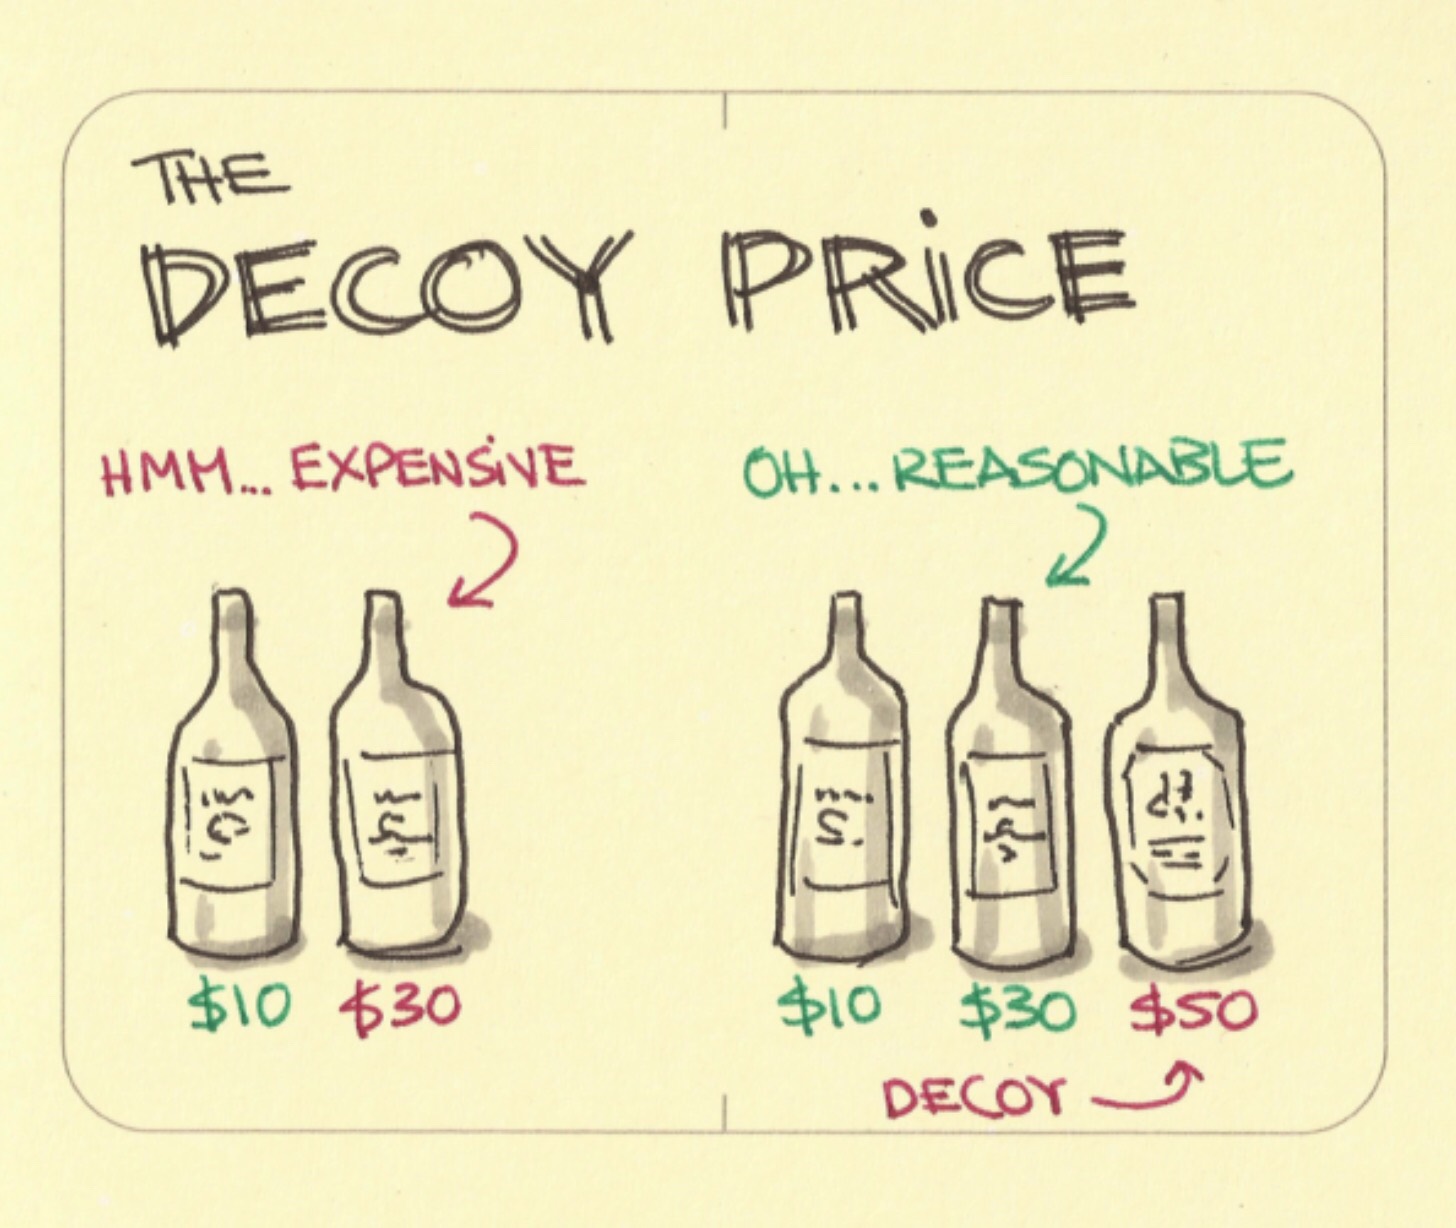 THE
DECOY PRiCE
HMM... EXPENSiVE
OH... REASONABLE
$10 $30
$10 $30 $50
DECOY